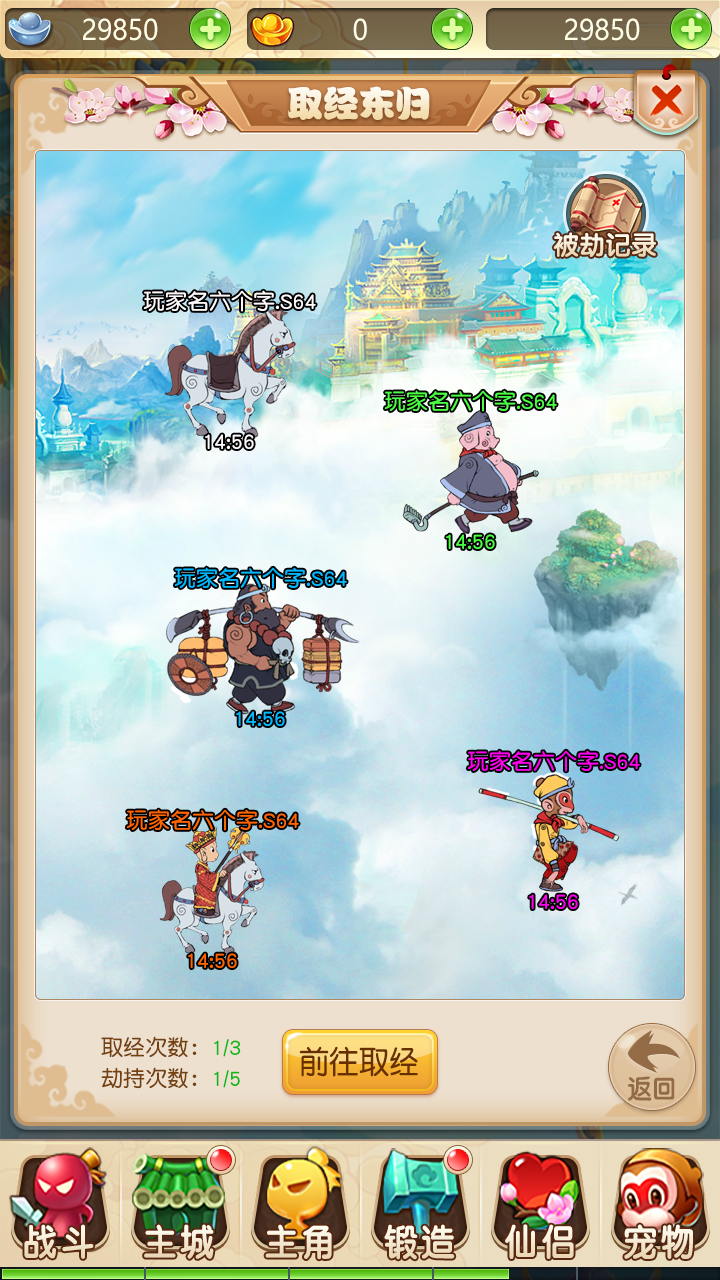 29850
0
29850
取经东归
被劫记录
玩家名六个字.S64
14:56
玩家名六个字.S64
14:56
玩家名六个字.S64
14:56
玩家名六个字.S64
14:56
玩家名六个字.S64
14:56
取经次数： 1/3
劫持次数： 1/5
前往取经
返回
战斗
主城
主角
锻造
仙侣
宠物